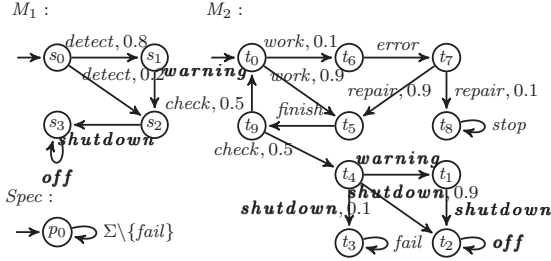 M₁ : M₂ :
detect, 0.8 work, 0.1 error
s₀ s₁ t₀ t₆ t₇
detect, 0.2 warning work, 0.9
check, 0.5 repair, 0.9 repair, 0.1
finish
s₃ s₂ t₉ t₅ t₈ stop
shutdown
check, 0.5 warning
off t₄ t₁
Spec : shutdown, 0.9
shutdown, 0.1 shutdown
p₀ Σ\{fail} t₃ fail t₂ off